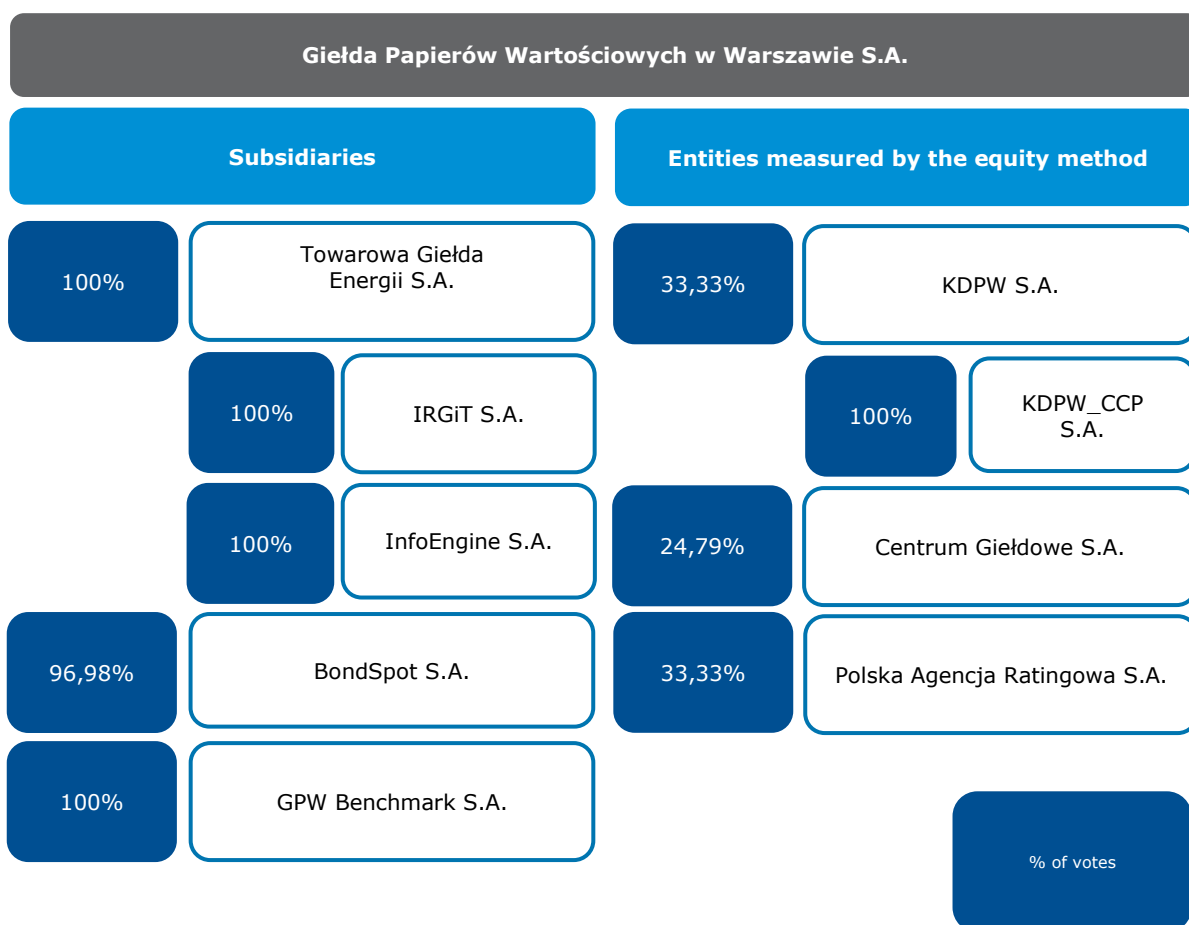 Giełda Papierów Wartościowych w Warszawie S.A.
Subsidiaries
100%
Towarowa Giełda
Energii S.A.
100%
IRGiT S.A.
100%
InfoEngine S.A.
96,98%
BondSpot S.A.
100%
GPW Benchmark S.A.
Entities measured by the equity method
33,33%
KDPW S.A.
100%
KDPW_CCP
S.A.
24,79%
Centrum Giełdowe S.A.
33,33%
Polska Agencja Ratingowa S.A.
% of votes